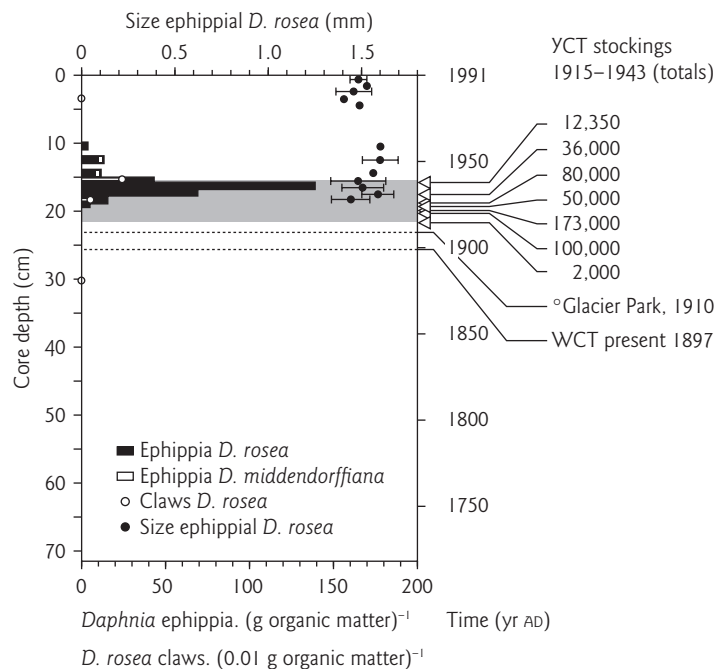 Size ephippial D. rosea (mm)
0 0.5 1.0 1.5
YCT stockings
1915–1943 (totals)
0
10
20
30
40
50
60
70
Core depth (cm)
1991
1950
1900
1850
1800
1750
12,350
36,000
80,000
50,000
173,000
100,000
2,000
°Glacier Park, 1910
WCT present 1897
Ephippia D. rosea
Ephippia D. middendorffiana
Claws D. rosea
Size ephippial D. rosea
0 50 100 150 200
Daphnia ephippia. (g organic matter)⁻¹
Time (yr AD)
D. rosea claws. (0.01 g organic matter)⁻¹